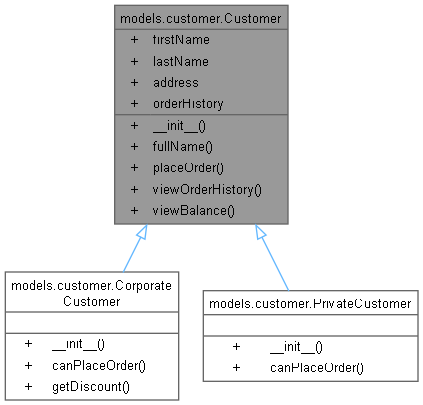 models.customer.Customer
+ firstName
+ lastName
+ address
+ orderHistory
+ __init__()
+ fullName()
+ placeOrder()
+ viewOrderHistory()
+ viewBalance()
models.customer.Corporate
Customer
+ __init__()
+ canPlaceOrder()
+ getDiscount()
models.customer.PrivateCustomer
+ __init__()
+ canPlaceOrder()